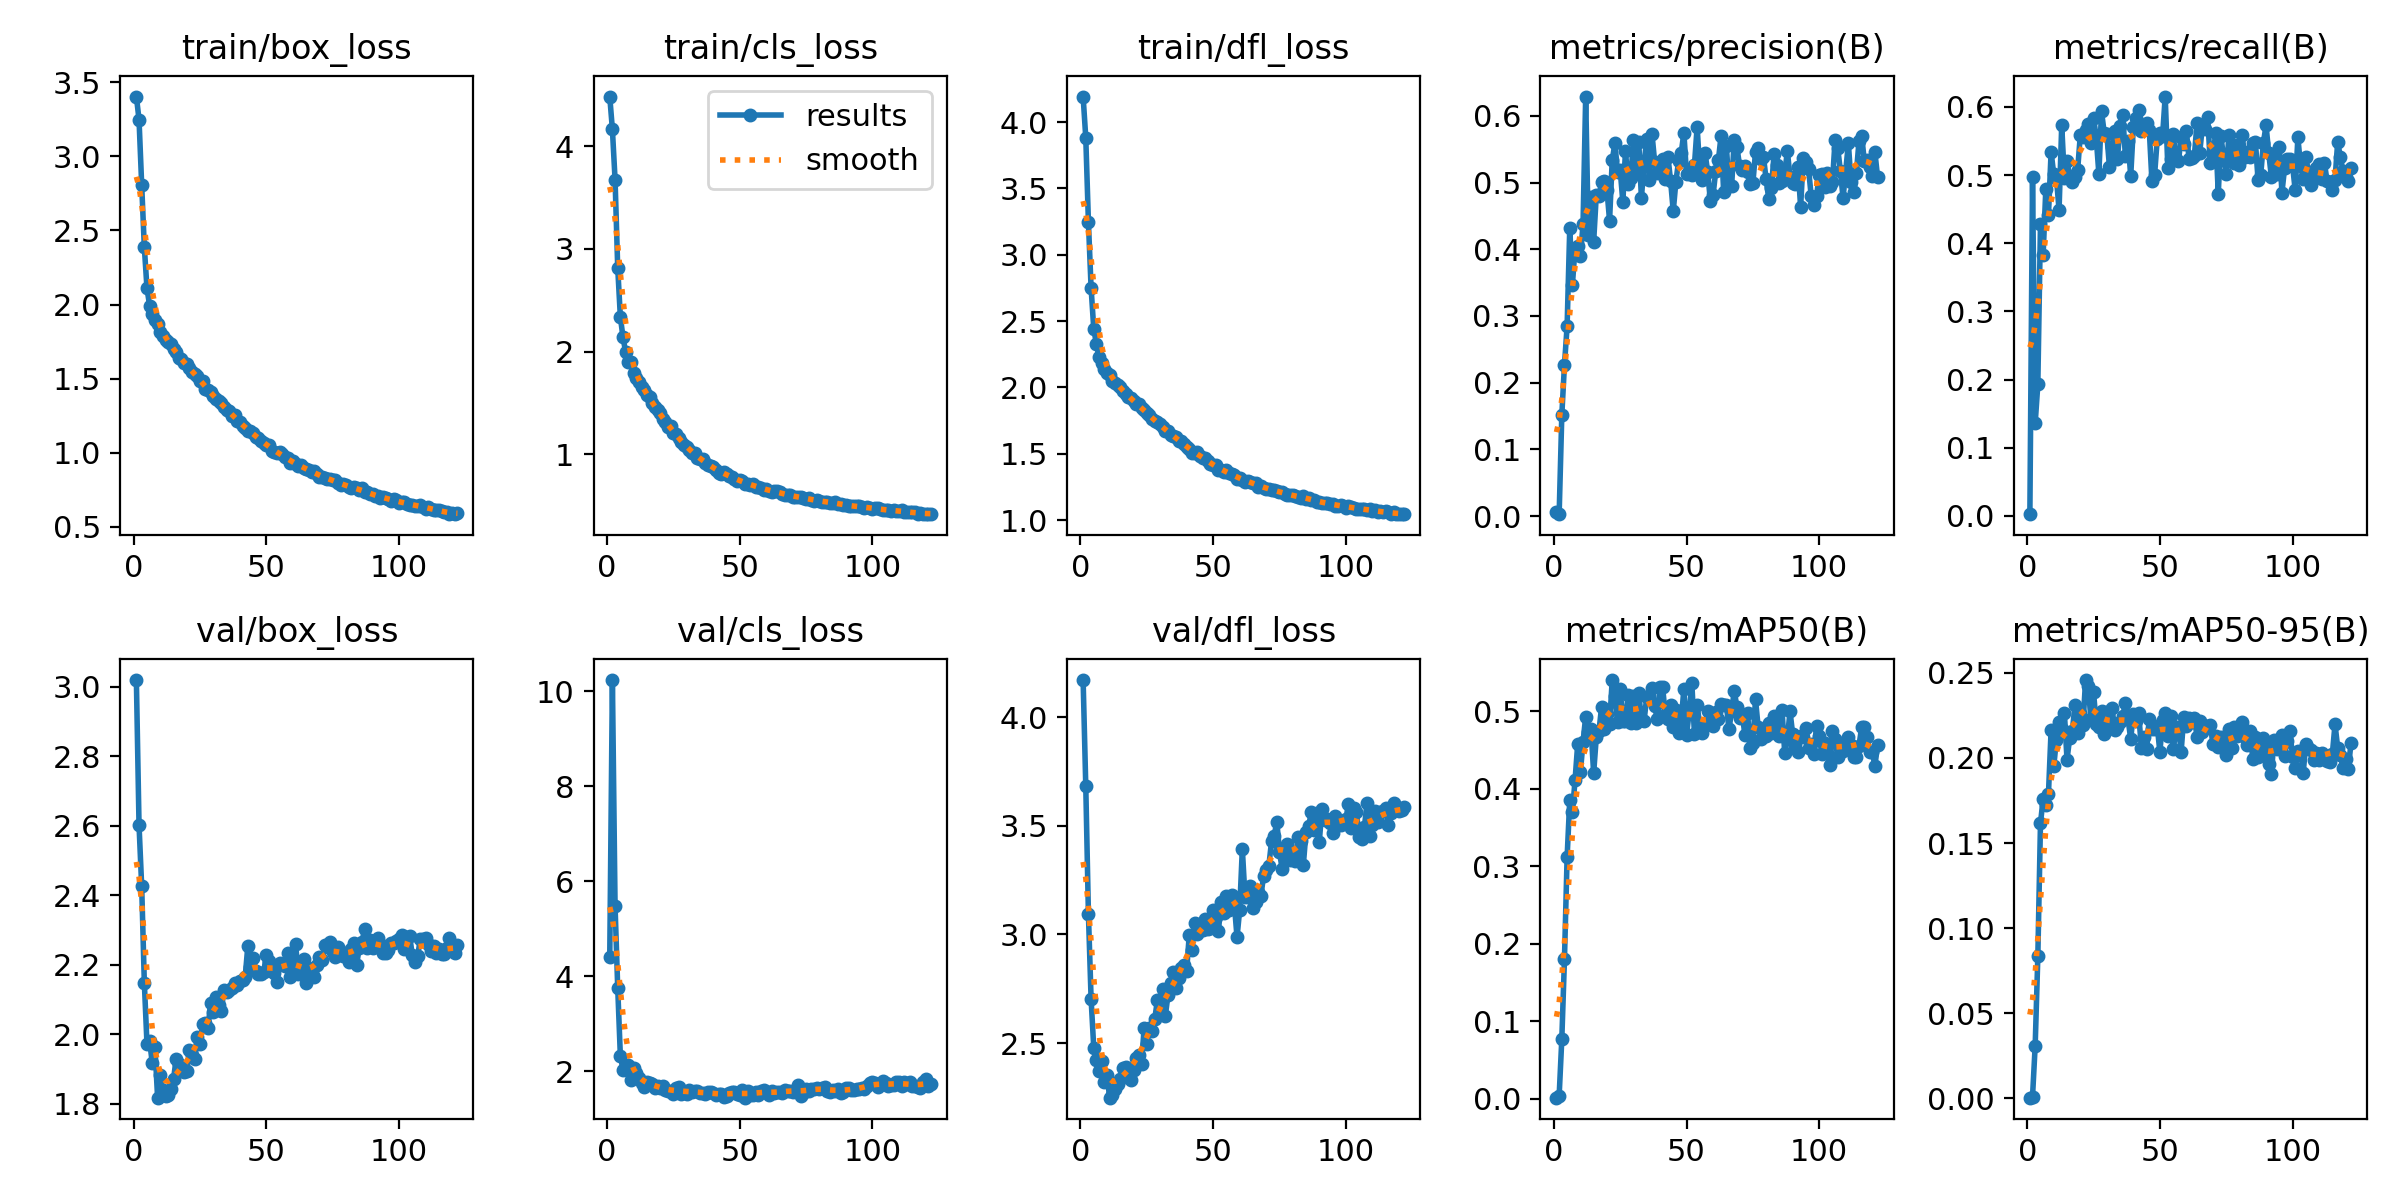 train/box_loss
train/cls_loss
train/dfl_loss
metrics/precision(B)
metrics/recall(B)
3.5
3.0
2.5
2.0
1.5
1.0
0.5
0 50 100
results
smooth
4
3
2
1
0 50 100
4.0
3.5
3.0
2.5
2.0
1.5
1.0
0 50 100
0.6
0.5
0.4
0.3
0.2
0.1
0.0
0 50 100
0.6
0.5
0.4
0.3
0.2
0.1
0.0
0 50 100
val/box_loss
val/cls_loss
val/dfl_loss
metrics/mAP50(B)
metrics/mAP50-95(B)
3.0
2.8
2.6
2.4
2.2
2.0
1.8
0 50 100
10
8
6
4
2
0 50 100
4.0
3.5
3.0
2.5
0 50 100
0.5
0.4
0.3
0.2
0.1
0.0
0 50 100
0.25
0.20
0.15
0.10
0.05
0.00
0 50 100